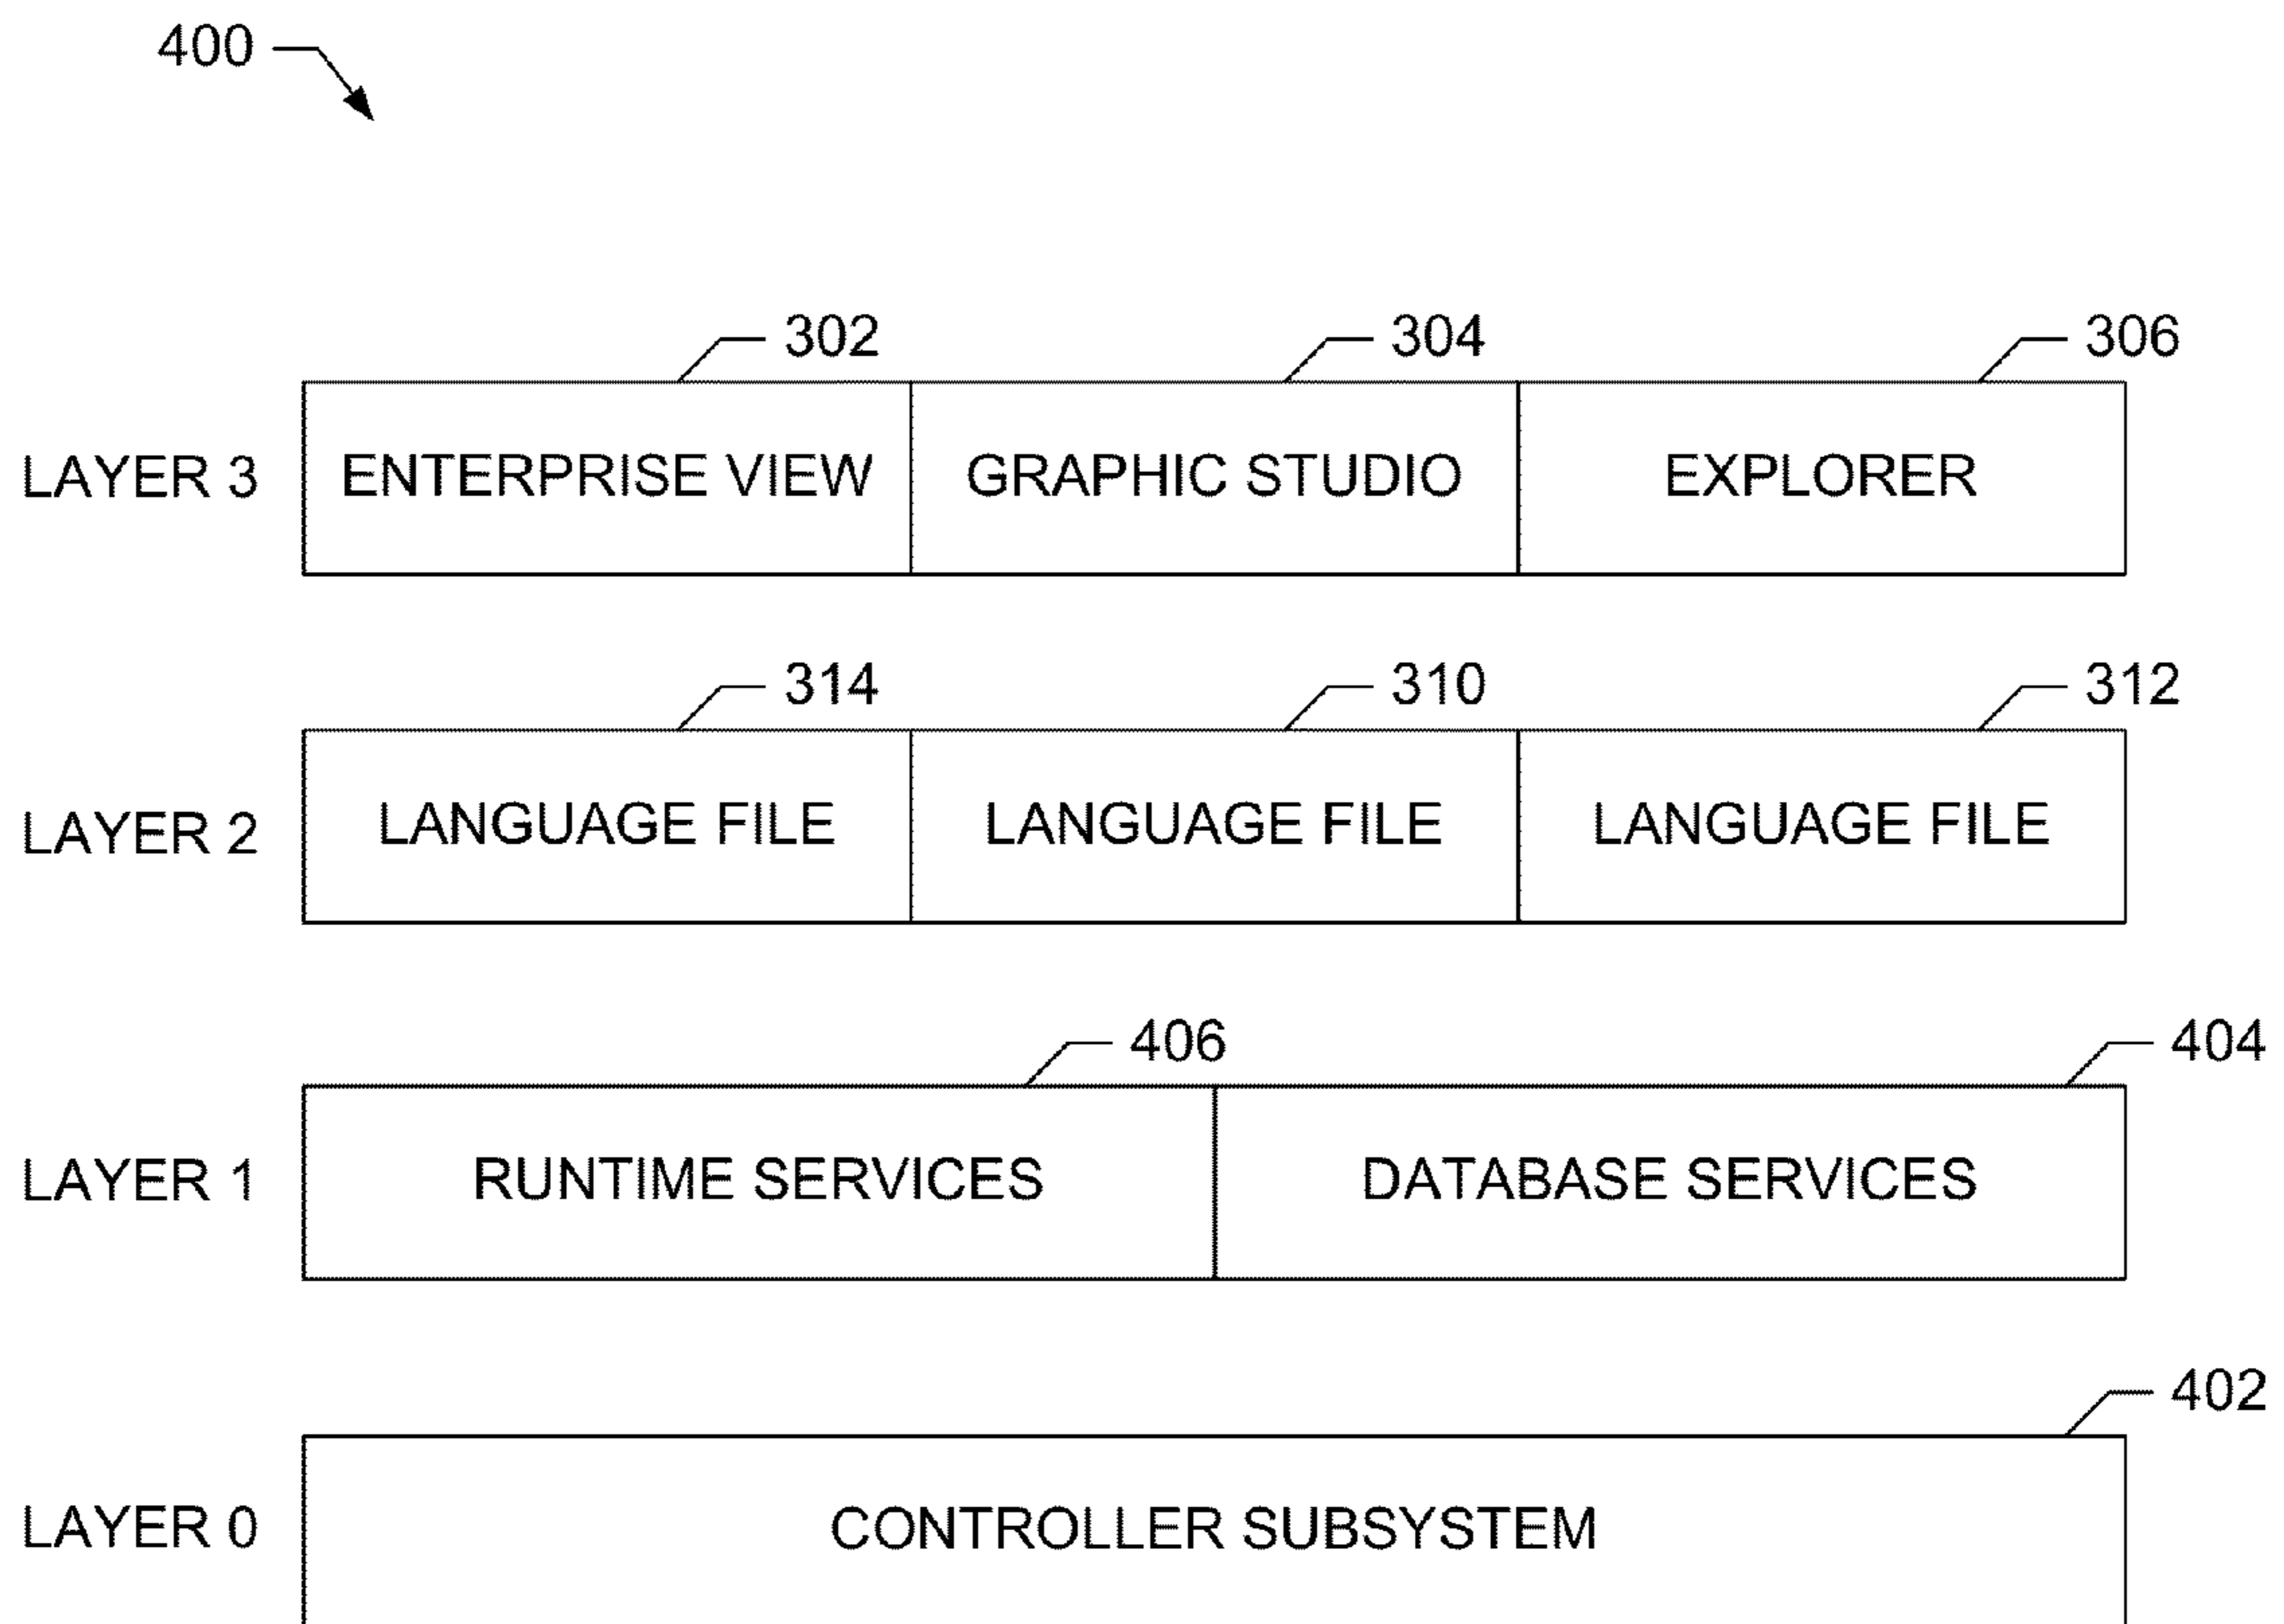 400
302 304 306
LAYER 3 ENTERPRISE VIEW GRAPHIC STUDIO EXPLORER
314 310 312
LAYER 2 LANGUAGE FILE LANGUAGE FILE LANGUAGE FILE
406 404
LAYER 1 RUNTIME SERVICES DATABASE SERVICES
402
LAYER 0 CONTROLLER SUBSYSTEM